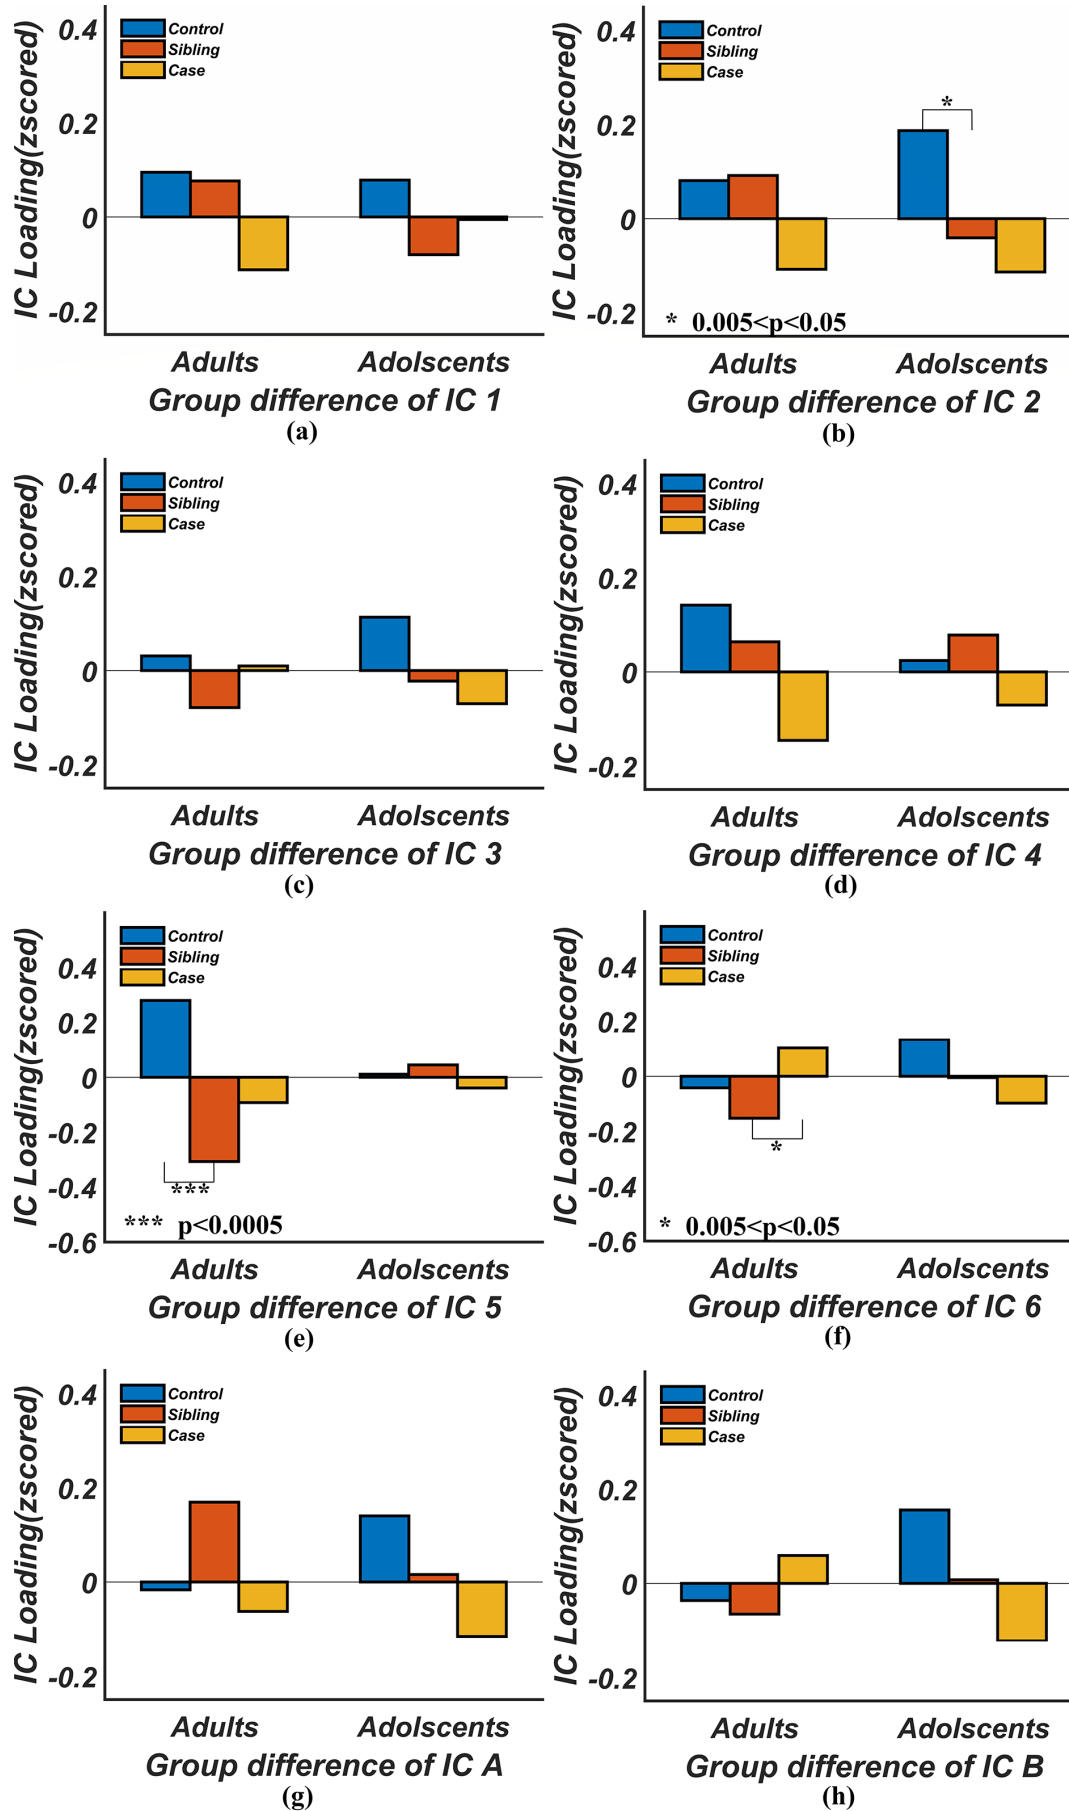 IC Loading(zscored)
0.4
0.2
0
-0.2
Control
Sibling
Case
Adults
Adolscents
Group difference of IC 1
(a)
IC Loading(zscored)
0.4
0.2
0
-0.2
Control
Sibling
Case
*
* 0.005<p<0.05
Adults
Adolscents
Group difference of IC 2
(b)
IC Loading(zscored)
0.4
0.2
0
-0.2
Control
Sibling
Case
Adults
Adolscents
Group difference of IC 3
(c)
IC Loading(zscored)
0.4
0.2
0
-0.2
Control
Sibling
Case
Adults
Adolscents
Group difference of IC 4
(d)
IC Loading(zscored)
0.4
0.2
0
-0.2
-0.4
-0.6
Control
Sibling
Case
***
*** p<0.0005
Adults
Adolscents
Group difference of IC 5
(e)
IC Loading(zscored)
0.4
0.2
0
-0.2
-0.4
-0.6
Control
Sibling
Case
*
* 0.005<p<0.05
Adults
Adolscents
Group difference of IC 6
(f)
IC Loading(zscored)
0.4
0.2
0
-0.2
Control
Sibling
Case
Adults
Adolscents
Group difference of IC A
(g)
IC Loading(zscored)
0.4
0.2
0
-0.2
Control
Sibling
Case
Adults
Adolscents
Group difference of IC B
(h)